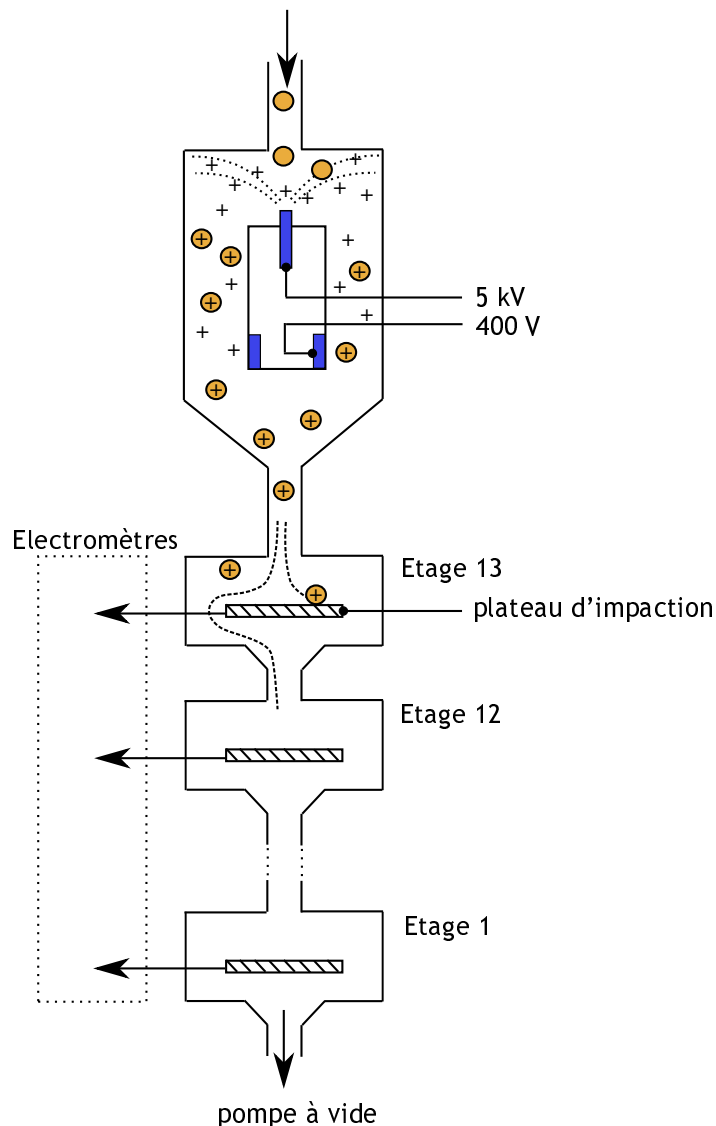 5 kV
400 V
Electromètres
Etage 13
plateau d’impaction
Etage 12
Etage 1
pompe à vide